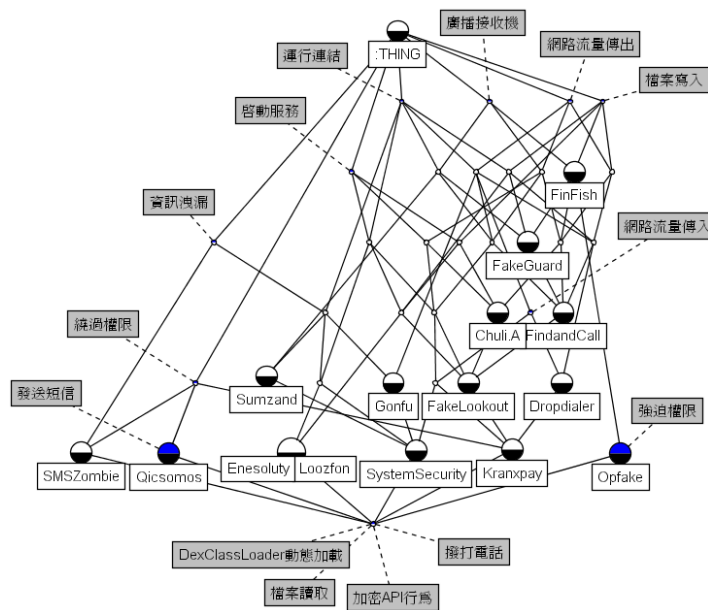 廣播接收機
:THING
網路流量傳出
運行連結
檔案寫入
啓動服務
FinFish
資訊洩漏
網路流量傳入
FakeGuard
繞過權限
Chuli.A
FindandCall
發送短信
Sumzand
Gonfu
FakeLookout
Dropdialer
強迫權限
SMSZombie
Qicsomos
Enesoluty
Loozfon
SystemSecurity
Kranxpay
Opfake
DexClassLoader動態加載
撥打電話
檔案讀取
加密API行爲